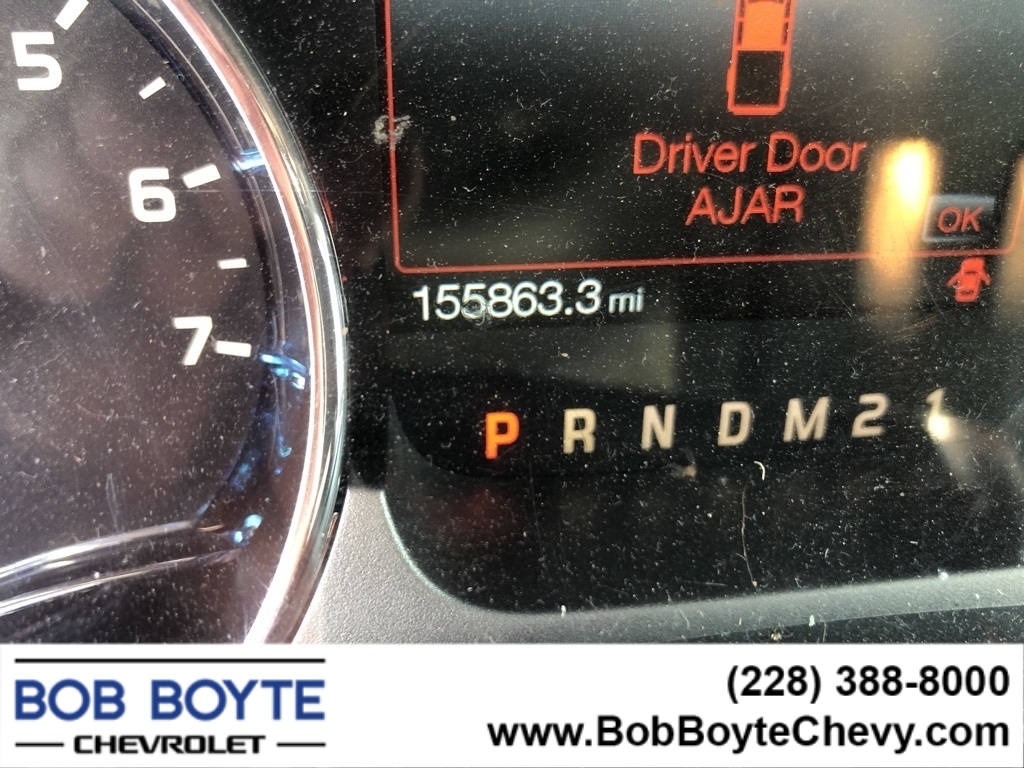 5
6
7
Driver Door
AJAR
OK
155863.3 mi
P R N D M 2 1
BOB BOYTE
CHEVROLET
(228) 388-8000
www.BobBoyteChevy.com